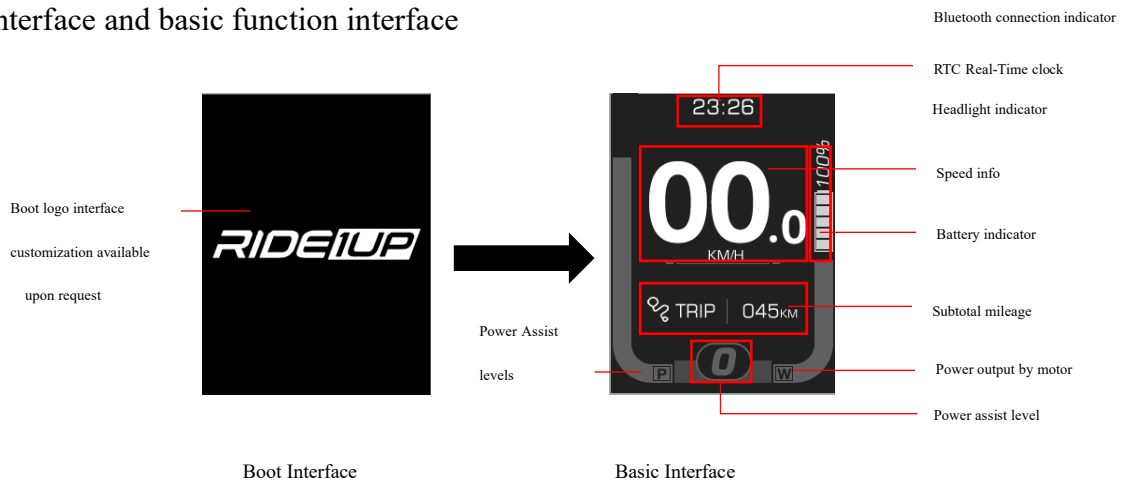 nterface and basic function interface
Bluetooth connection indicator
RTC Real-Time clock
Headlight indicator
Speed info
Battery indicator
Subtotal mileage
Power output by motor
Power assist level
Boot logo interface
customization available
upon request
RIDE1UP
Power Assist
levels
23:26
100%
00.0
KM/H
TRIP 045KM
P
0
W
Boot Interface
Basic Interface